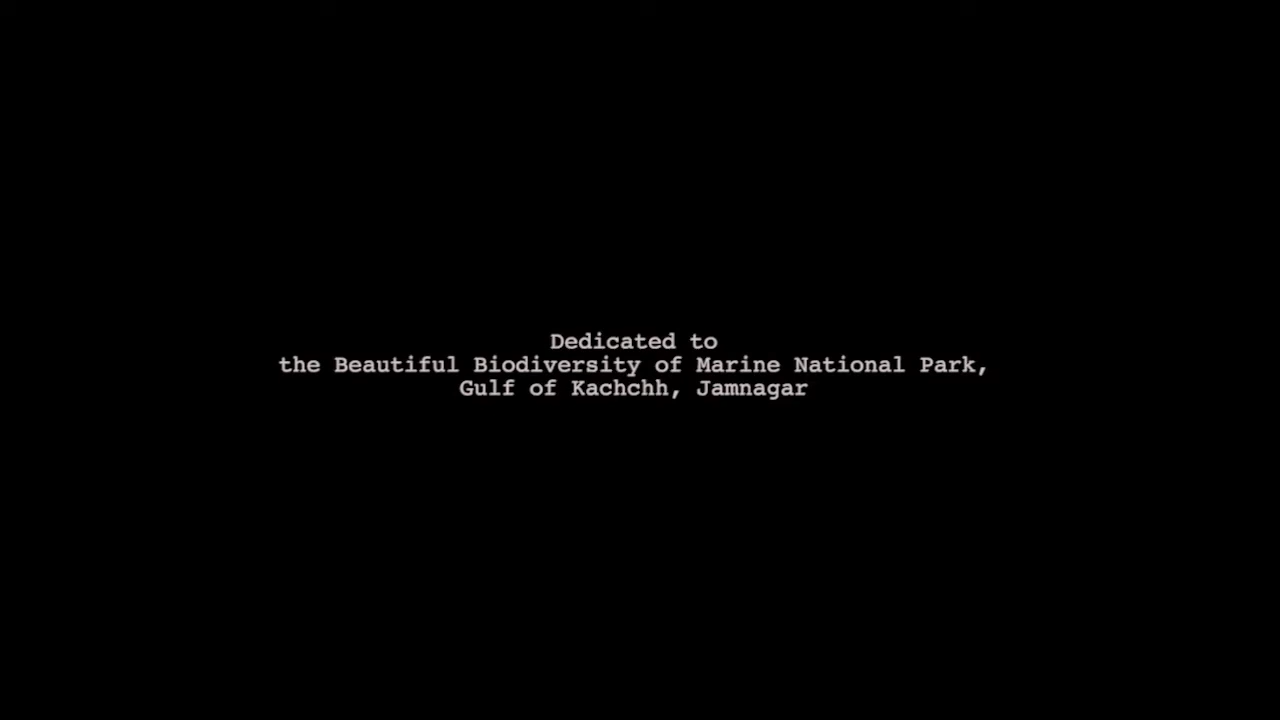 Dedicated to
the Beautiful Biodiversity of Marine National Park,
Gulf of Kachchh, Jamnagar